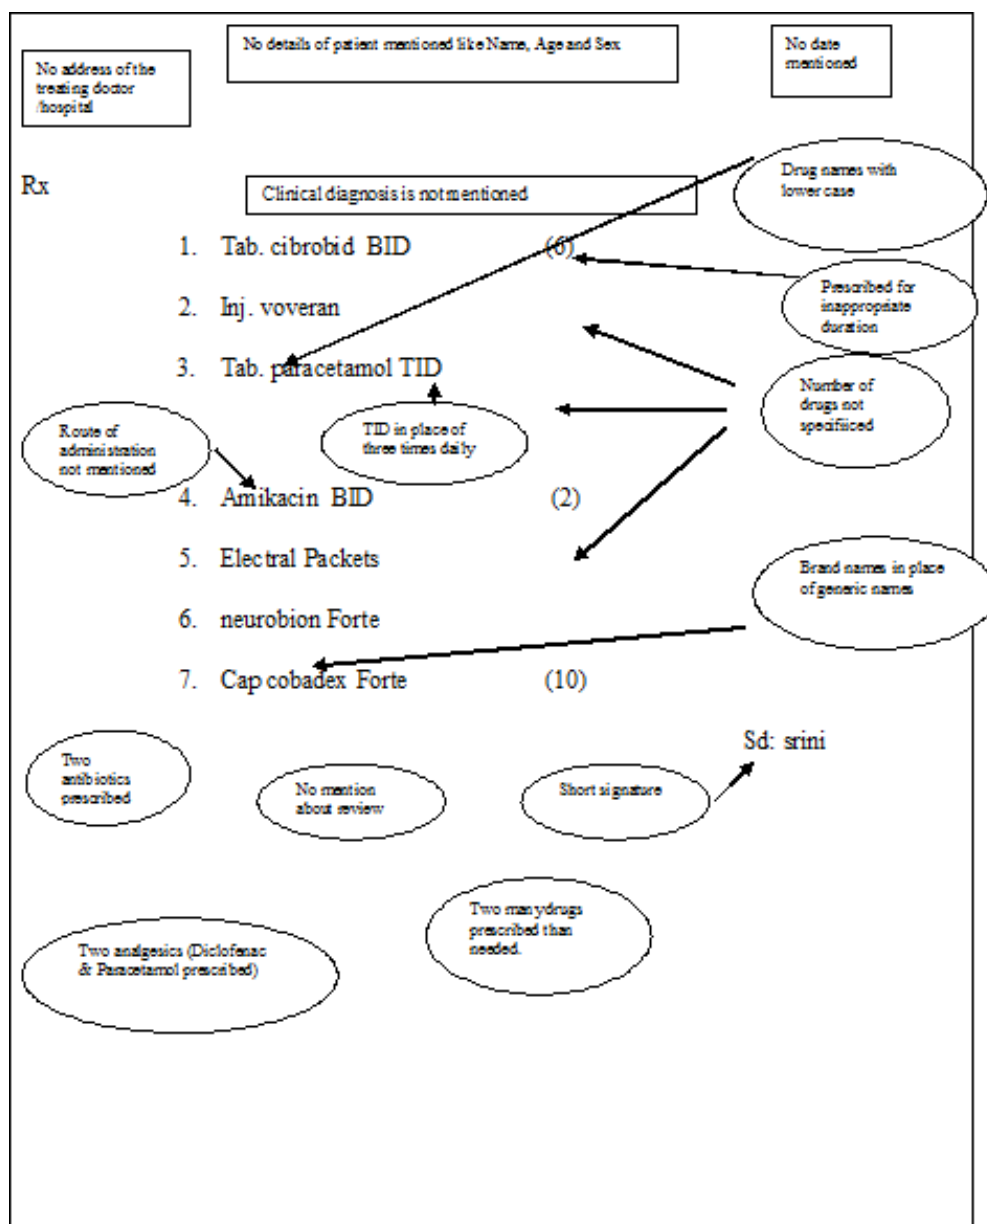 No details of patient mentioned like Name, Age and Sex
No date
mentioned
No address of the
treating doctor
/hospital
Rx
Clinical diagnosis is not mentioned
Drug names with
lower case
1. Tab. cibrobid BID (6)
Prescribed for
inappropriate
duration
2. Inj. voveran
3. Tab. paracetamol TID
Number of
drugs not
specifiiced
Route of
administration
not mentioned
TID in place of
three times daily
4. Amikacin BID (2)
5. Electral Packets
Brand names in place
of generic names
6. neurobion Forte
7. Cap cobadex Forte (10)
Sd: srini
Two
antibiotics
prescribed
No mention
about review
Short signature
Two manydrugs
prescribed than
needed.
Two analgesics (Diclofenac
& Paracetamol prescribed)